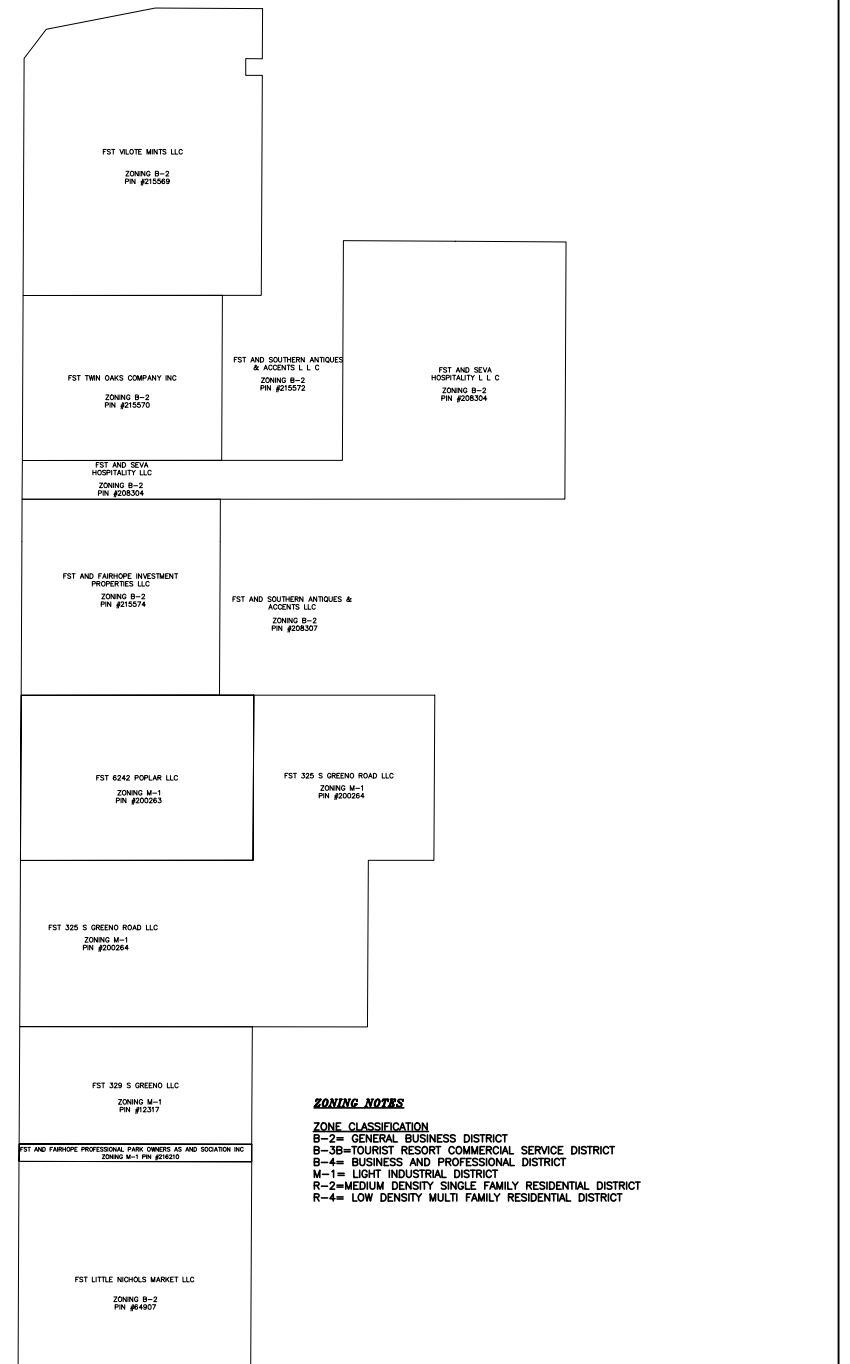 FST VILOTE MINTS LLC
ZONING B-2
PIN #215569
FST TWIN OAKS COMPANY INC
ZONING B-2
PIN #215570
FST AND SOUTHERN ANTIQUES
& ACCENTS L L C
ZONING B-2
PIN #215572
FST AND SEVA
HOSPITALITY L L C
ZONING B-2
PIN #208304
FST AND SEVA
HOSPITALITY LLC
ZONING B-2
PIN #208304
FST AND FAIRHOPE INVESTMENT
PROPERTIES LLC
ZONING B-2
PIN #215574
FST AND SOUTHERN ANTIQUES &
ACCENTS LLC
ZONING B-2
PIN #208307
FST 6242 POPLAR LLC
ZONING M-1
PIN #200263
FST 325 S GREENO ROAD LLC
ZONING M-1
PIN #200264
FST 325 S GREENO ROAD LLC
ZONING M-1
PIN #200264
FST 329 S GREENO LLC
ZONING M-1
PIN #12317
FST AND FAIRHOPE PROFESSIONAL PARK OWNERS AS AND SOCIATION INC
ZONING M-1 PIN #216210
FST LITTLE NICHOLS MARKET LLC
ZONING B-2
PIN #64907
ZONING NOTES
ZONE CLASSIFICATION
B-2= GENERAL BUSINESS DISTRICT
B-3B=TOURIST RESORT COMMERCIAL SERVICE DISTRICT
B-4= BUSINESS AND PROFESSIONAL DISTRICT
M-1= LIGHT INDUSTRIAL DISTRICT
R-2=MEDIUM DENSITY SINGLE FAMILY RESIDENTIAL DISTRICT
R-4= LOW DENSITY MULTI FAMILY RESIDENTIAL DISTRICT